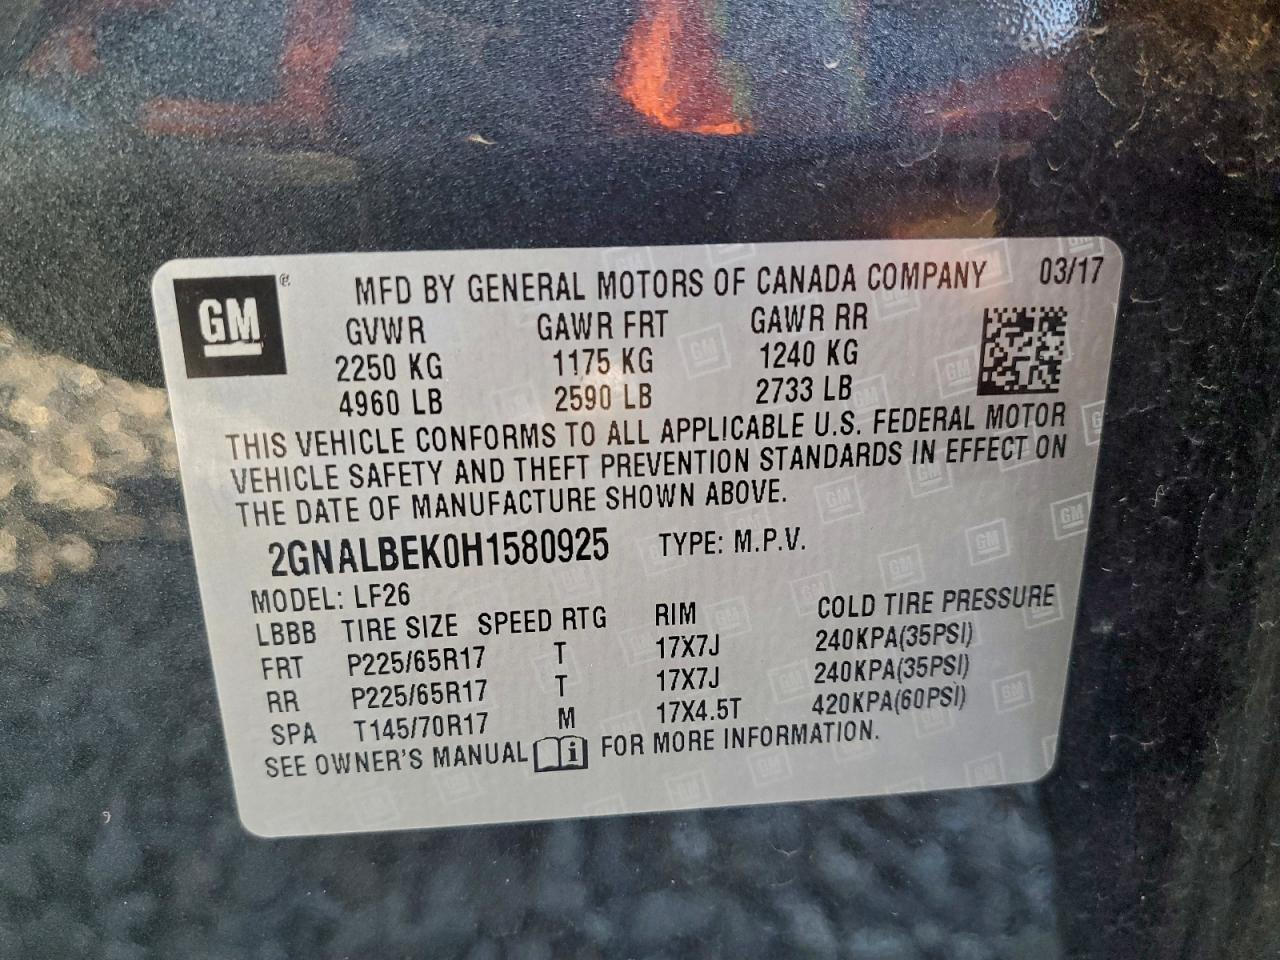 GM ® MFD BY GENERAL MOTORS OF CANADA COMPANY 03/17
GVWR GAWR FRT GAWR RR
2250 KG 1175 KG 1240 KG
4960 LB 2590 LB 2733 LB
THIS VEHICLE CONFORMS TO ALL APPLICABLE U.S. FEDERAL MOTOR
VEHICLE SAFETY AND THEFT PREVENTION STANDARDS IN EFFECT ON
THE DATE OF MANUFACTURE SHOWN ABOVE.
2GNALBEK0H1580925 TYPE: M.P.V.
MODEL: LF26
LBBB TIRE SIZE SPEED RTG RIM COLD TIRE PRESSURE
FRT P225/65R17 T 17X7J 240KPA(35PSI)
RR P225/65R17 T 17X7J 240KPA(35PSI)
SPA T145/70R17 M 17X4.5T 420KPA(60PSI)
SEE OWNER'S MANUAL i FOR MORE INFORMATION.